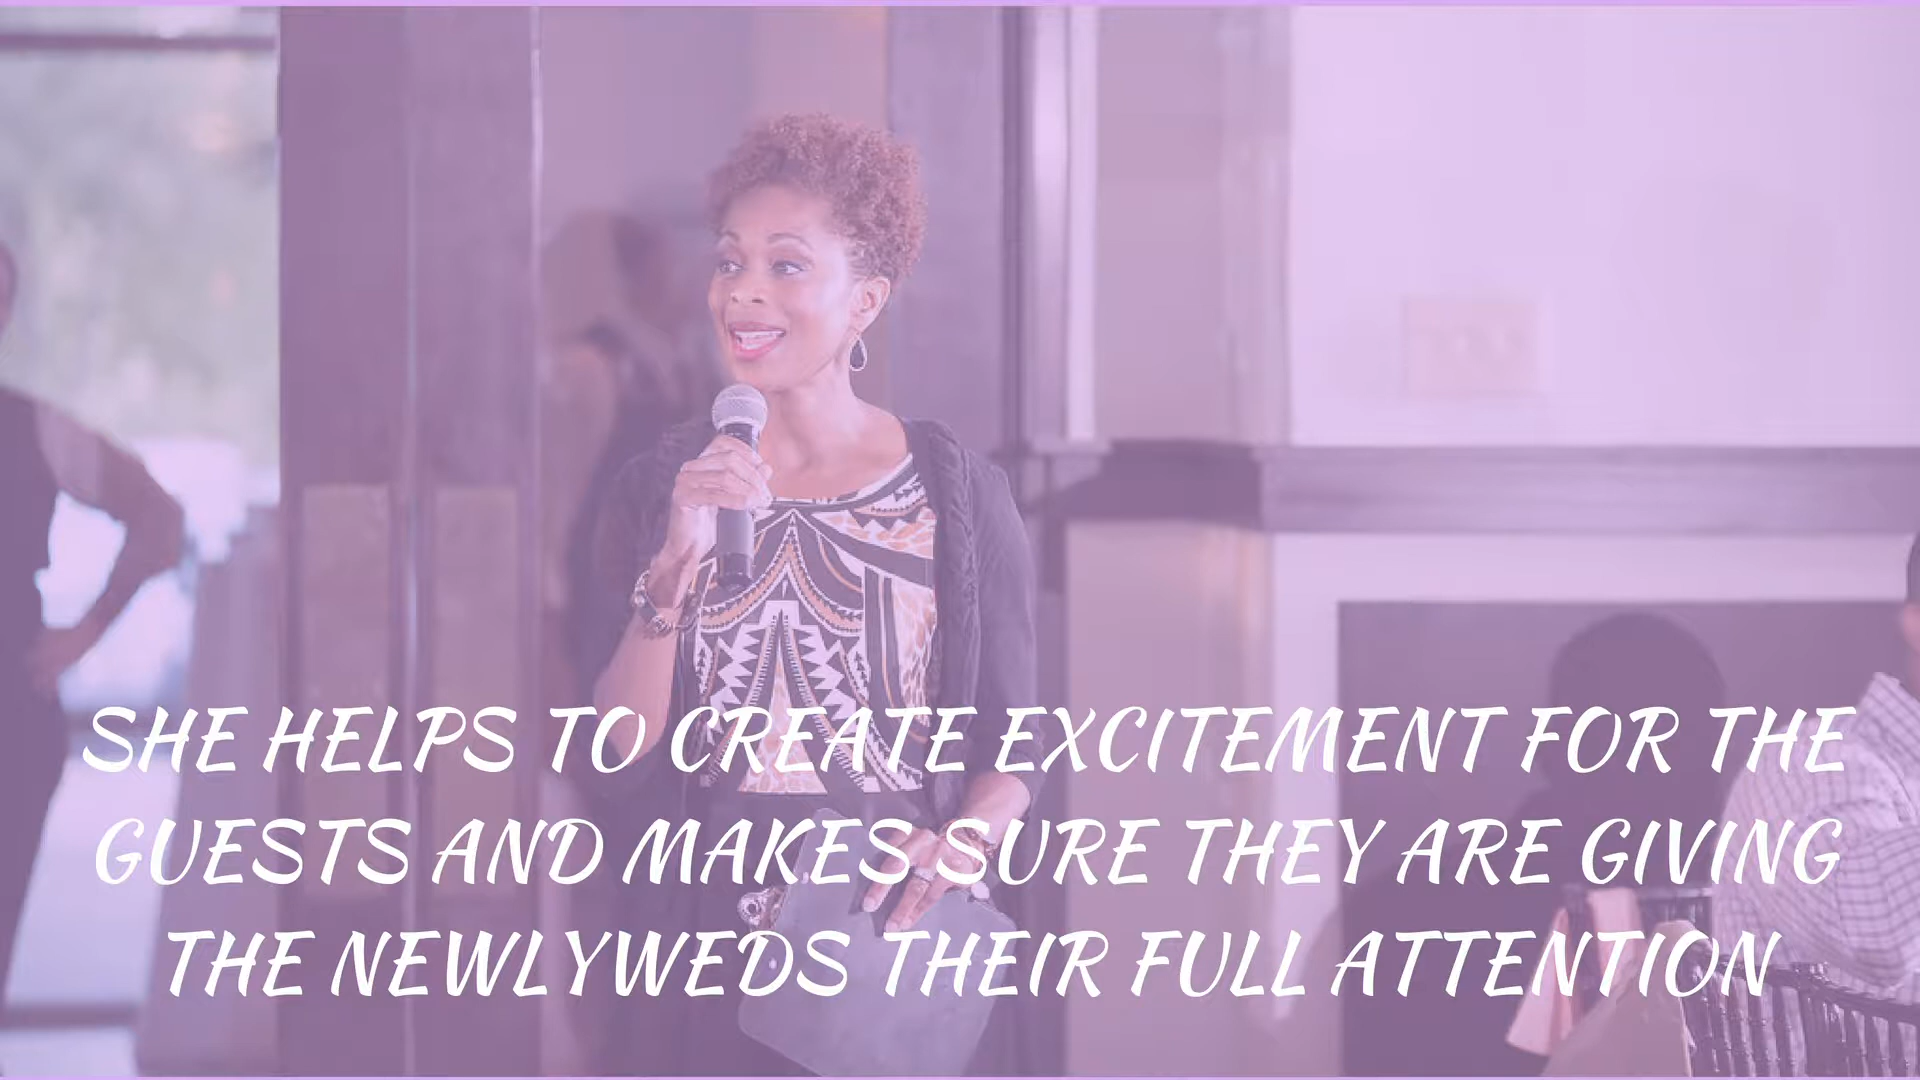 SHE HELPS TO CREATE EXCITEMENT FOR THE
GUESTS AND MAKES SURE THEY ARE GIVING
THE NEWLYWEDS THEIR FULL ATTENTION